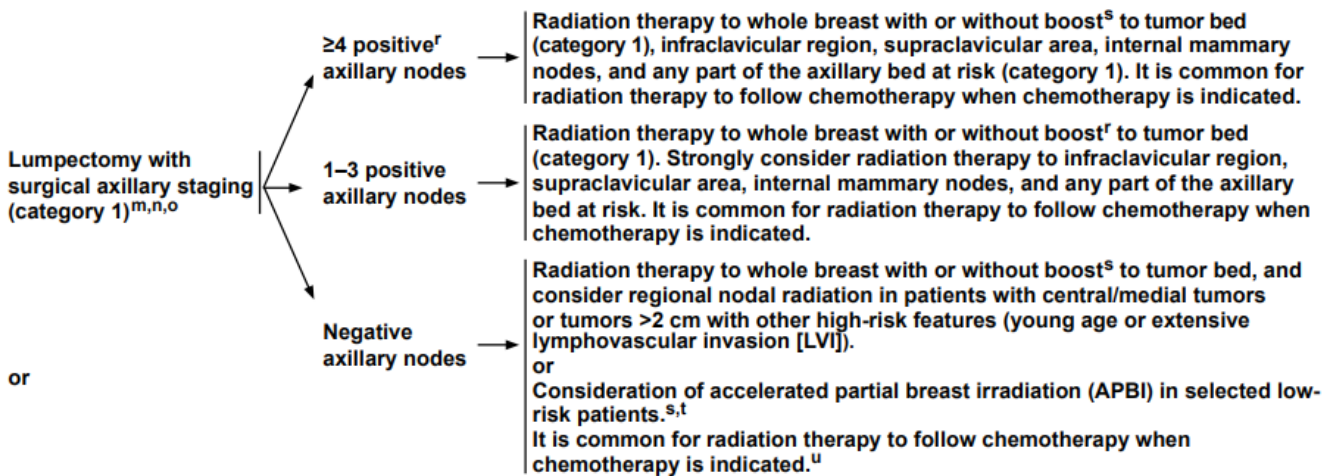 Lumpectomy with
surgical axillary staging
(category 1)m,n,o
or
≥4 positiver
axillary nodes
Radiation therapy to whole breast with or without boosts to tumor bed
(category 1), infraclavicular region, supraclavicular area, internal mammary
nodes, and any part of the axillary bed at risk (category 1). It is common for
radiation therapy to follow chemotherapy when chemotherapy is indicated.
1–3 positive
axillary nodes
Radiation therapy to whole breast with or without boostr to tumor bed
(category 1). Strongly consider radiation therapy to infraclavicular region,
supraclavicular area, internal mammary nodes, and any part of the axillary
bed at risk. It is common for radiation therapy to follow chemotherapy when
chemotherapy is indicated.
Negative
axillary nodes
Radiation therapy to whole breast with or without boosts to tumor bed, and
consider regional nodal radiation in patients with central/medial tumors
or tumors >2 cm with other high-risk features (young age or extensive
lymphovascular invasion [LVI]).
or
Consideration of accelerated partial breast irradiation (APBI) in selected low-
risk patients.s,t
It is common for radiation therapy to follow chemotherapy when
chemotherapy is indicated.u